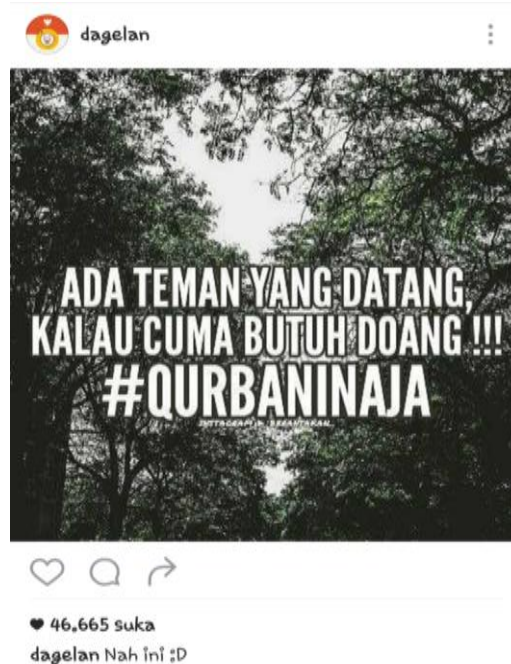 dagelan
ADA TEMAN YANG DATANG,
KALAU CUMA BUTUH DOANG !!!
#QURBANINAJA
46.665 suka
dagelan Nah ini :D